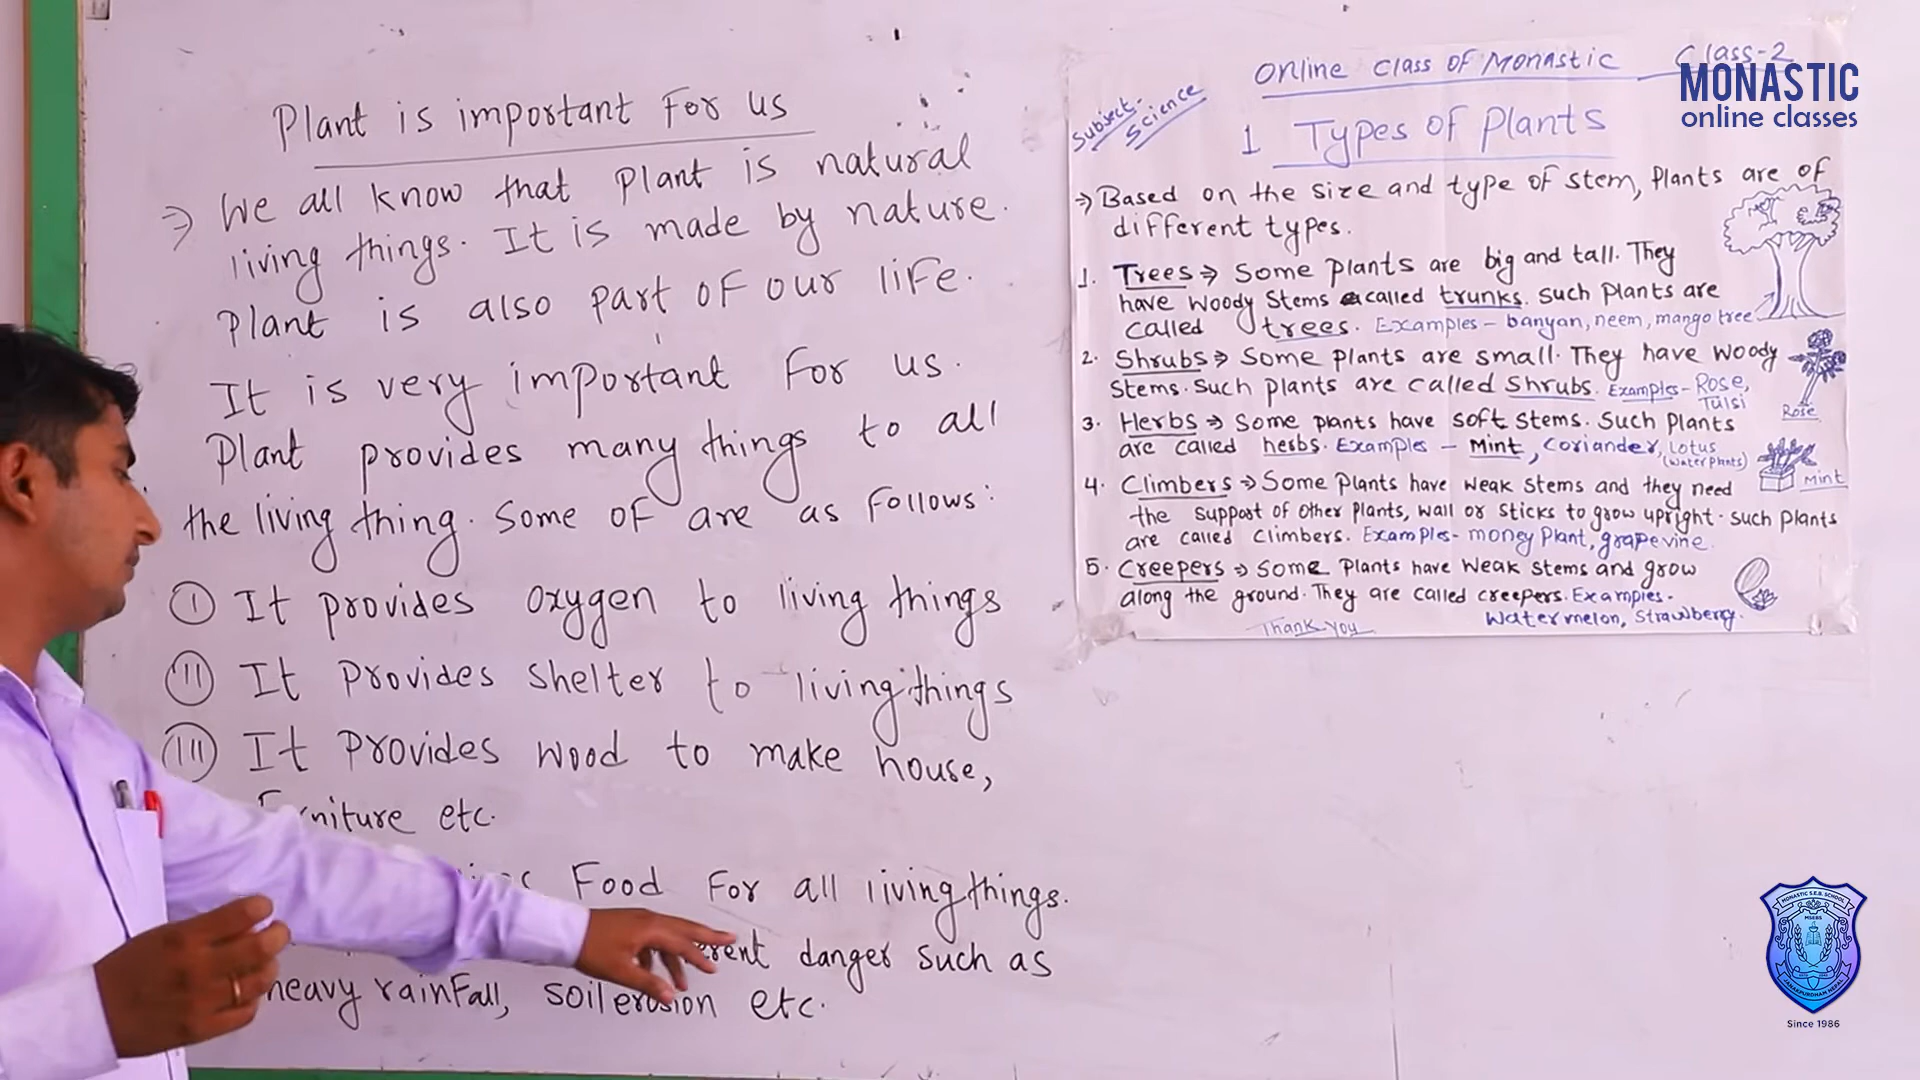 Plant is important For us
⇒ We all know that Plant is natural
living things. It is made by nature.
Plant is also part of our life.
It is very important For us.
Plant provides many things to all
the living thing. Some of are as Follows:
(I) It provides oxygen to living things
(II) It Provides shelter to living things
(III) It Provides wood to make house,
etc.
Food For all living things.
danger such as
heavy rainFall, soil erosion etc.
Online class of Monastic Class-2
Subject-
Science
1 Types of Plants
⇒ Based on the size and type of stem, Plants are of
different types.
1. Trees ⇒ Some plants are big and tall. They
have woody stems called trunks. Such Plants are
called trees. Examples - banyan, neem, mango tree
2. Shrubs ⇒ Some plants are small. They have woody
stems. Such plants are called Shrubs. Examples - Rose,
Tulsi
Rose
3. Herbs ⇒ Some plants have soft stems. Such Plants
are called herbs. Examples - Mint, Coriander, Lotus
(Water Plants)
Mint
4. Climbers ⇒ Some Plants have weak stems and they need
the support of other plants, wall or sticks to grow upright. Such plants
are called climbers. Examples - money Plant, grapevine.
5. Creepers ⇒ Some Plants have weak stems and grow
along the ground. They are called creepers. Examples -
Watermelon, Strawberry.
Thank You
MONASTIC
online classes
MONASTIC S.E.B. SCHOOL
MSEBS
JANAKPURDHAM NEPAL
Since 1986